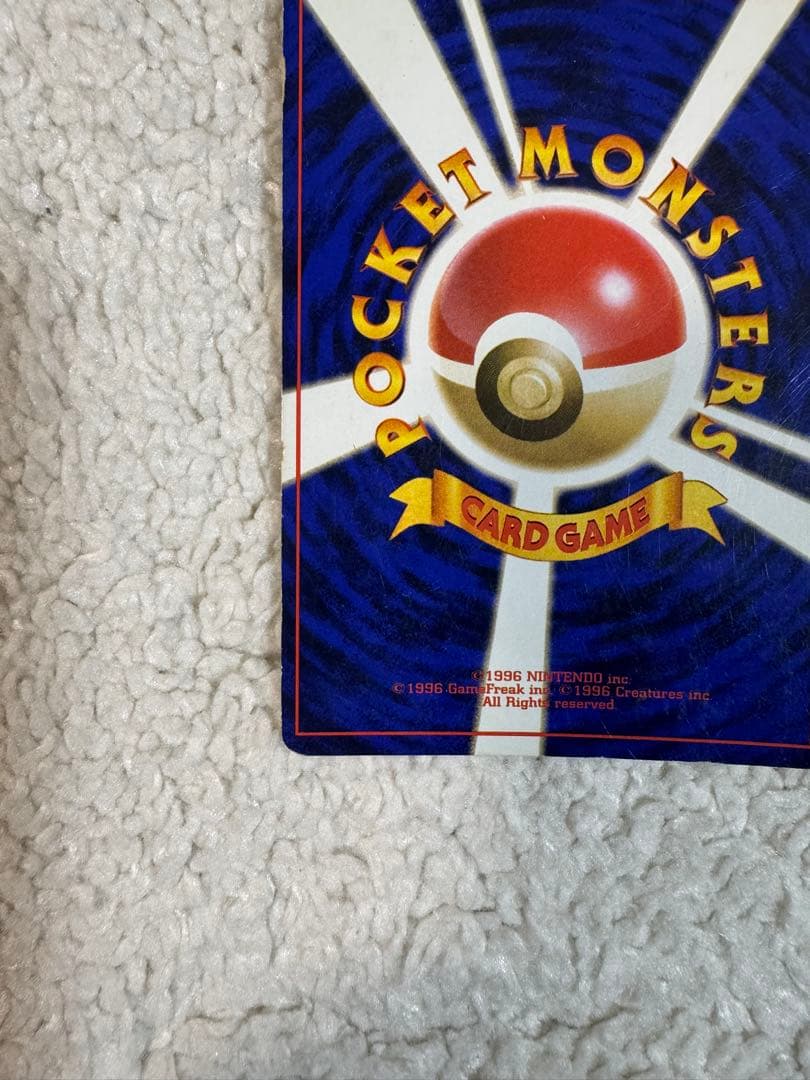 POCKET MONSTERS
CARD GAME
©1996 NINTENDO inc.
©1996 GameFreak inc. ©1996 Creatures inc.
All Rights reserved.